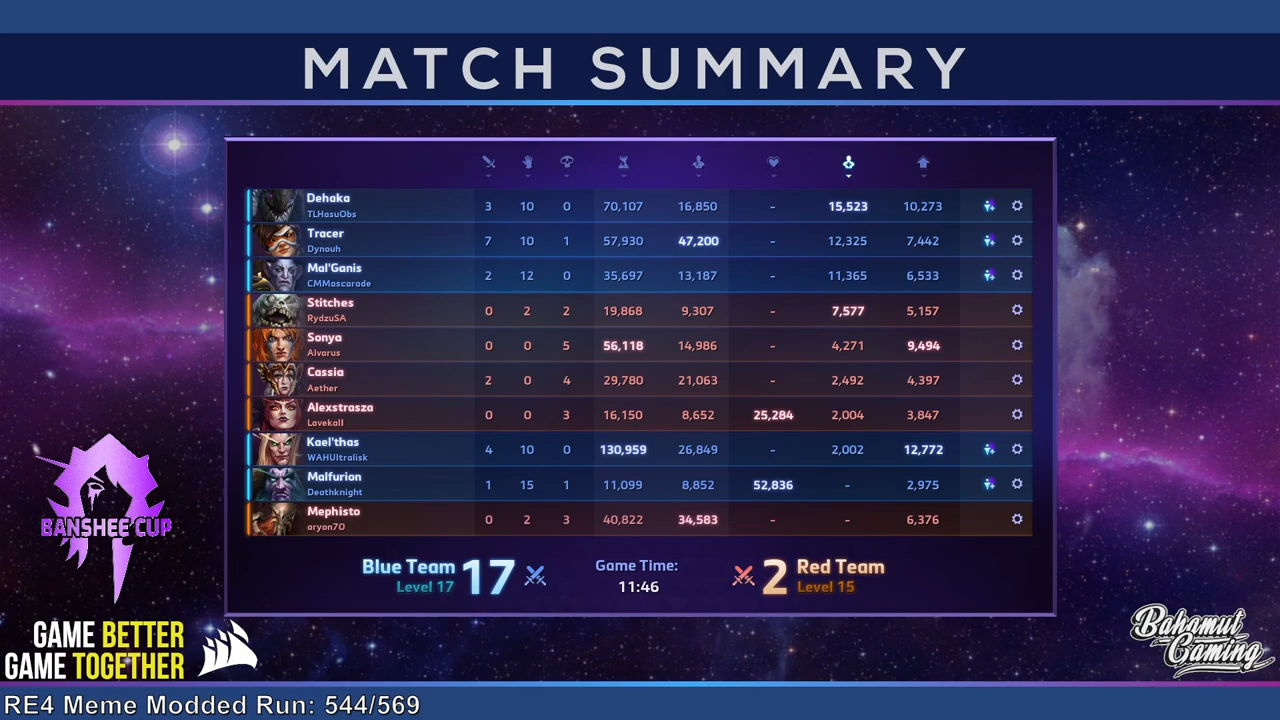 MATCH SUMMARY
Dehaka
TLHasuObs
3 10 0 70,107 16,850 - 15,523 10,273
Tracer
Dynouh
7 10 1 57,930 47,200 - 12,325 7,442
Mal'Ganis
CMMascarade
2 12 0 35,697 13,187 - 11,365 6,533
Stitches
RydzuSA
0 2 2 19,868 9,307 - 7,577 5,157
Sonya
Alvarus
0 0 5 56,118 14,986 - 4,271 9,494
Cassia
Aether
2 0 4 29,780 21,063 - 2,492 4,397
Alexstrasza
Lovekall
0 0 3 16,150 8,652 25,284 2,004 3,847
Kael'thas
WAHUltralisk
4 10 0 130,959 26,849 - 2,002 12,772
Malfurion
Deathknight
1 15 1 11,099 8,852 52,836 - 2,975
Mephisto
aryon70
0 2 3 40,822 34,583 - - 6,376
Blue Team 17
Level 17
Game Time:
11:46
2 Red Team
Level 15
BANSHEE CUP
GAME BETTER
GAME TOGETHER
Bahamut
Gaming
RE4 Meme Modded Run: 544/569